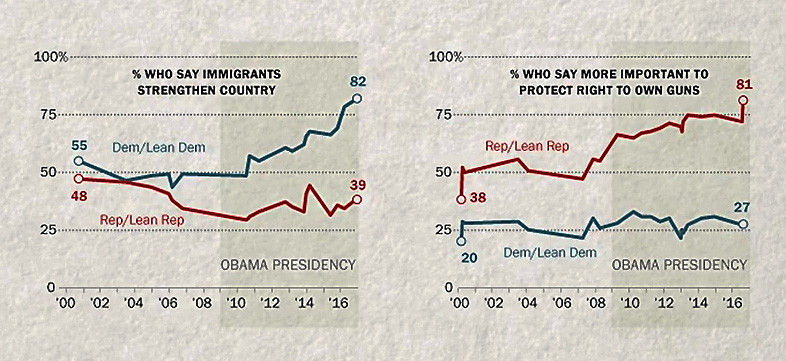 100%
% WHO SAY IMMIGRANTS
STRENGTHEN COUNTRY
82
75
55
Dem/Lean Dem
50
48
39
Rep/Lean Rep
25
OBAMA PRESIDENCY
0
'00 '02 '04 '06 '08 '10 '12 '14 '16
100%
% WHO SAY MORE IMPORTANT TO
PROTECT RIGHT TO OWN GUNS
81
75
Rep/Lean Rep
50
38
27
25
Dem/Lean Dem
20
OBAMA PRESIDENCY
0
'00 '02 '04 '06 '08 '10 '12 '14 '16